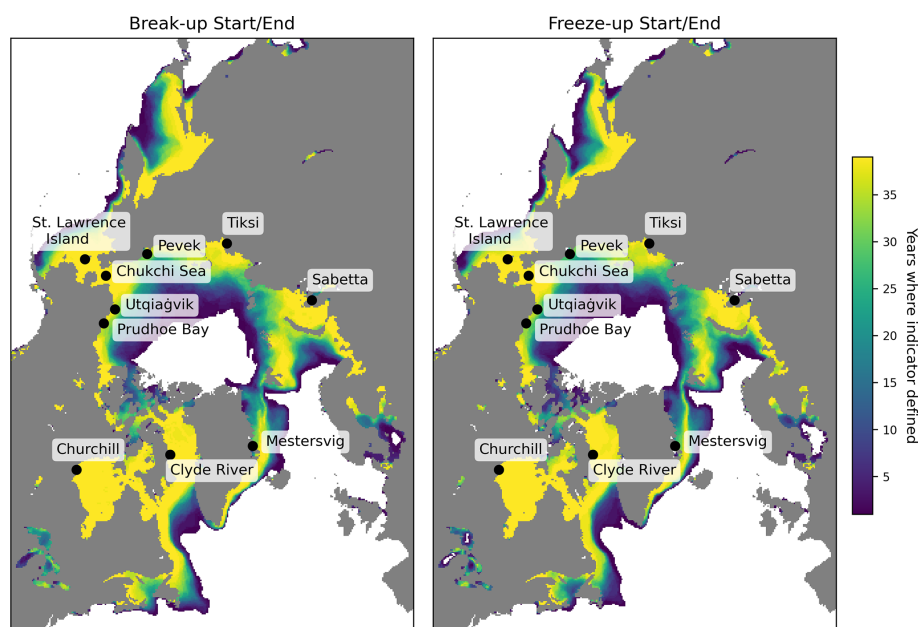 Break-up Start/End
St. Lawrence
Island
Tiksi
Pevek
Chukchi Sea
Sabetta
Utqiaġvik
Prudhoe Bay
Churchill
Mestersvig
Clyde River
Freeze-up Start/End
St. Lawrence
Island
Tiksi
Pevek
Chukchi Sea
Sabetta
Utqiaġvik
Prudhoe Bay
Churchill
Mestersvig
Clyde River
35
30
25
20
15
10
5
Years where indicator defined